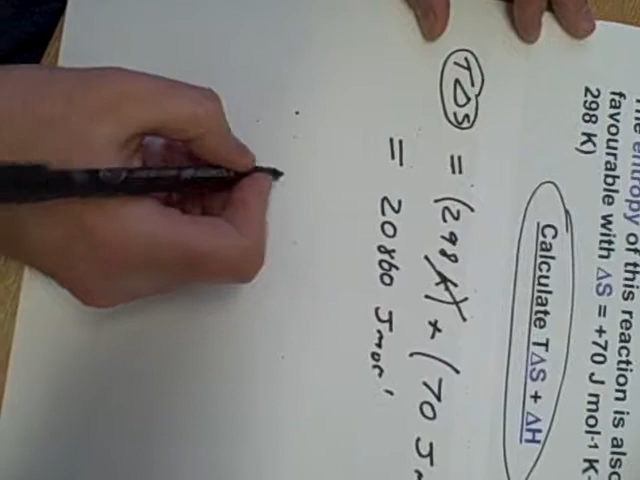 The entropy of this reaction is also
favourable with ΔS = +70 J mol-1 K-
298 K)
Calculate TΔS + ΔH
TΔS = (298 K) × (70 J
= 20860 J mol-1